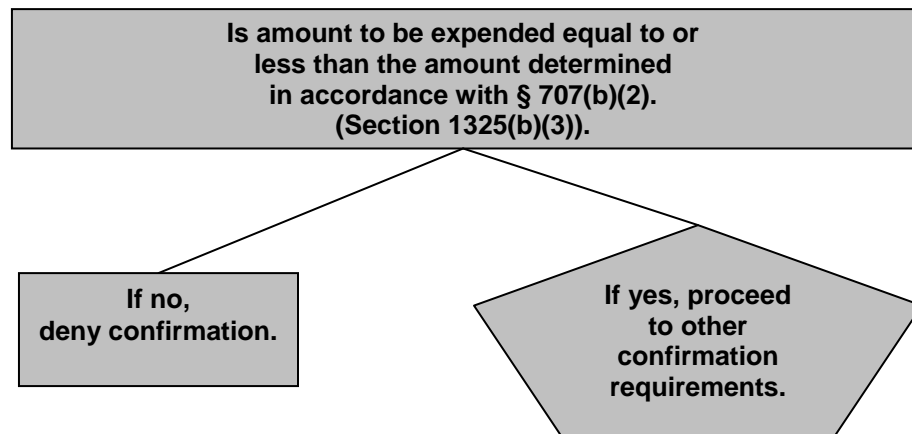 Is amount to be expended equal to or
less than the amount determined
in accordance with § 707(b)(2).
(Section 1325(b)(3)).
If no,
deny confirmation.
If yes, proceed
to other
confirmation
requirements.